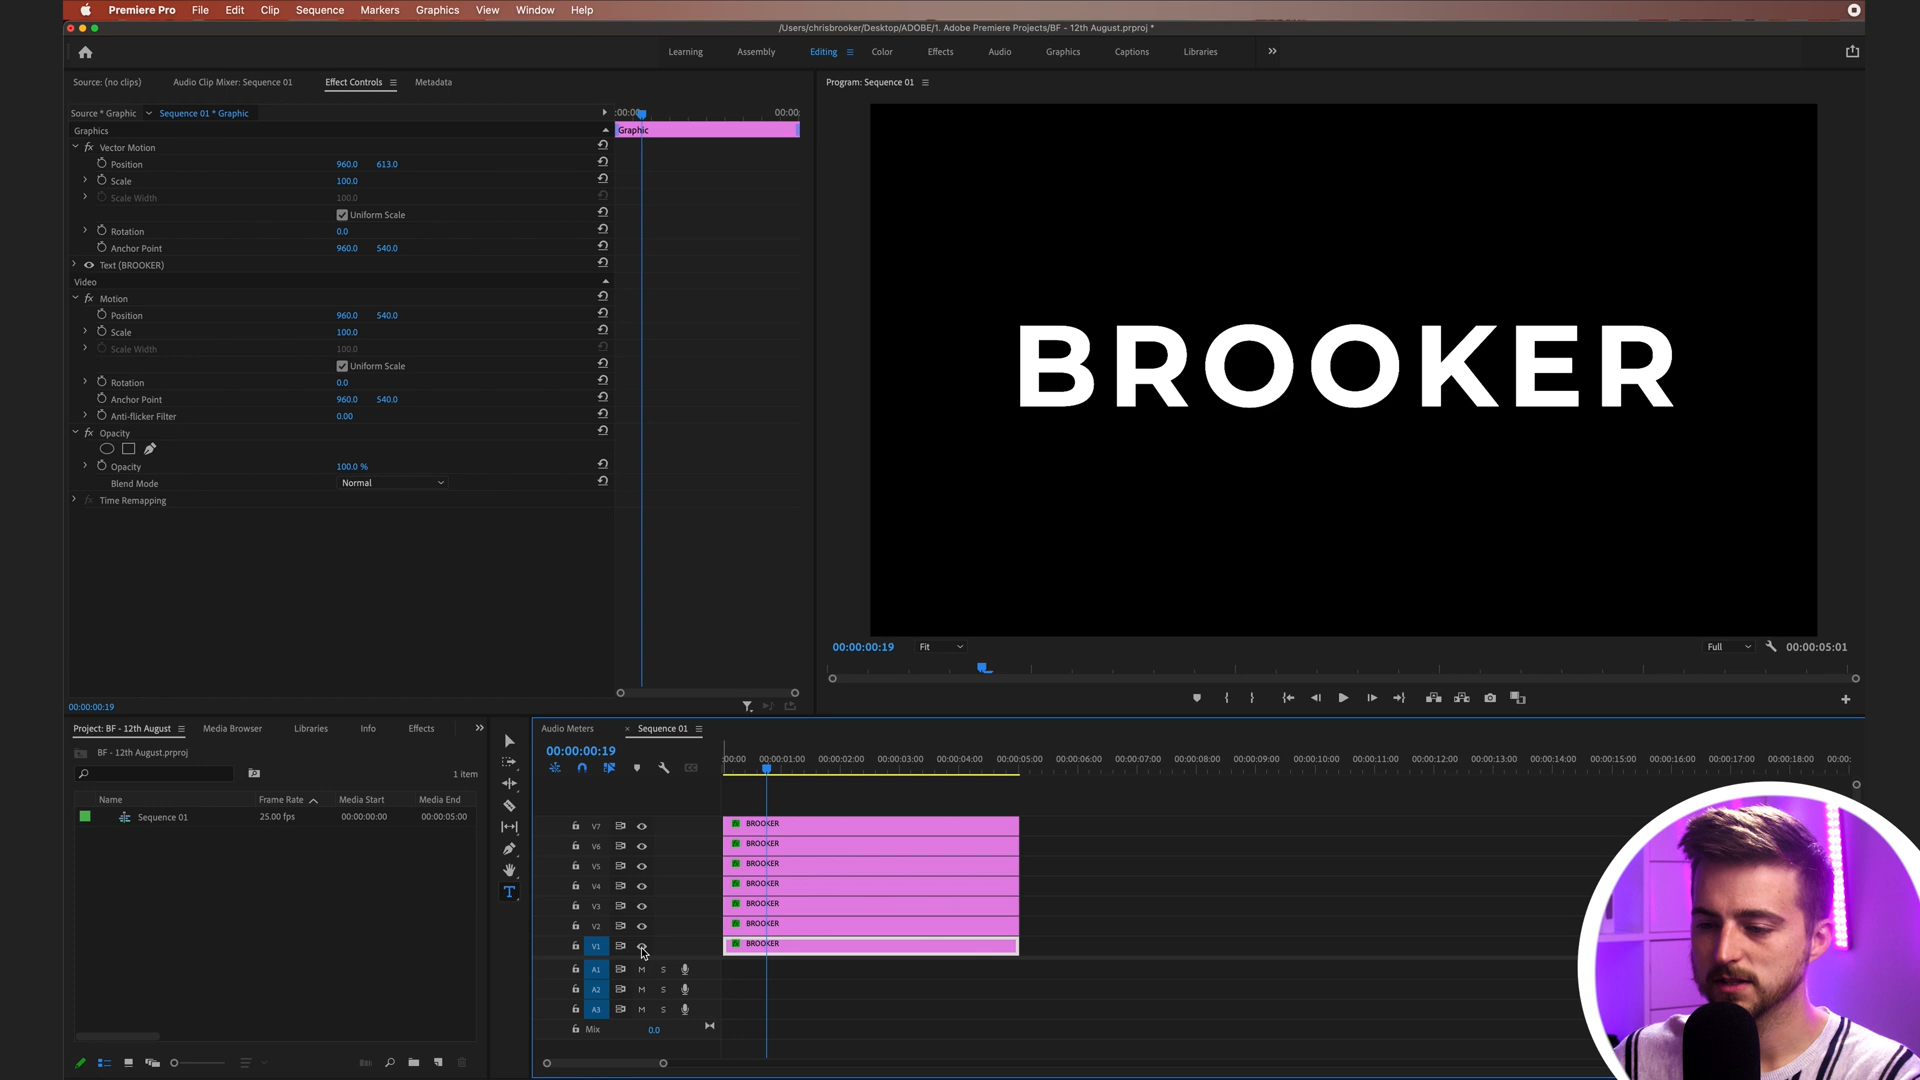 Premiere Pro File Edit Clip Sequence Markers Graphics View Window Help
/Users/chrisbrooker/Desktop/ADOBE/1. Adobe Premiere Projects/BF - 12th August.prproj *
Learning Assembly Editing Color Effects Audio Graphics Captions Libraries
Source: (no clips) Audio Clip Mixer: Sequence 01 Effect Controls Metadata
Program: Sequence 01
Source * Graphic Sequence 01 * Graphic
:00:00 00:00:
Graphics
Graphic
fx Vector Motion
Position 960.0 613.0
Scale 100.0
Scale Width 100.0
Uniform Scale
Rotation 0.0
Anchor Point 960.0 540.0
Text (BROOKER)
Video
fx Motion
Position 960.0 540.0
Scale 100.0
Scale Width 100.0
Uniform Scale
Rotation 0.0
Anchor Point 960.0 540.0
Anti-flicker Filter 0.00
fx Opacity
Opacity 100.0 %
Blend Mode Normal
fx Time Remapping
00:00:00:19
BROOKER
00:00:00:19 Fit Full 00:00:05:01
Project: BF - 12th August Media Browser Libraries Info Effects
BF - 12th August.prproj
1 item
Name Frame Rate Media Start Media End
Sequence 01 25.00 fps 00:00:00:00 00:00:05:00
Audio Meters × Sequence 01
00:00:00:19
:00:00 00:00:01:00 00:00:02:00 00:00:03:00 00:00:04:00 00:00:05:00 00:00:06:00 00:00:07:00 00:00:08:00 00:00:09:00 00:00:10:00 00:00:11:00 00:00:12:00 00:00:13:00 00:00:14:00 00:00:15:00 00:00:16:00 00:00:17:00 00:00:18:00 00:00:
V7 BROOKER
V6 BROOKER
V5 BROOKER
V4 BROOKER
V3 BROOKER
V2 BROOKER
V1 BROOKER
A1 M S
A2 M S
A3 M S
Mix 0.0